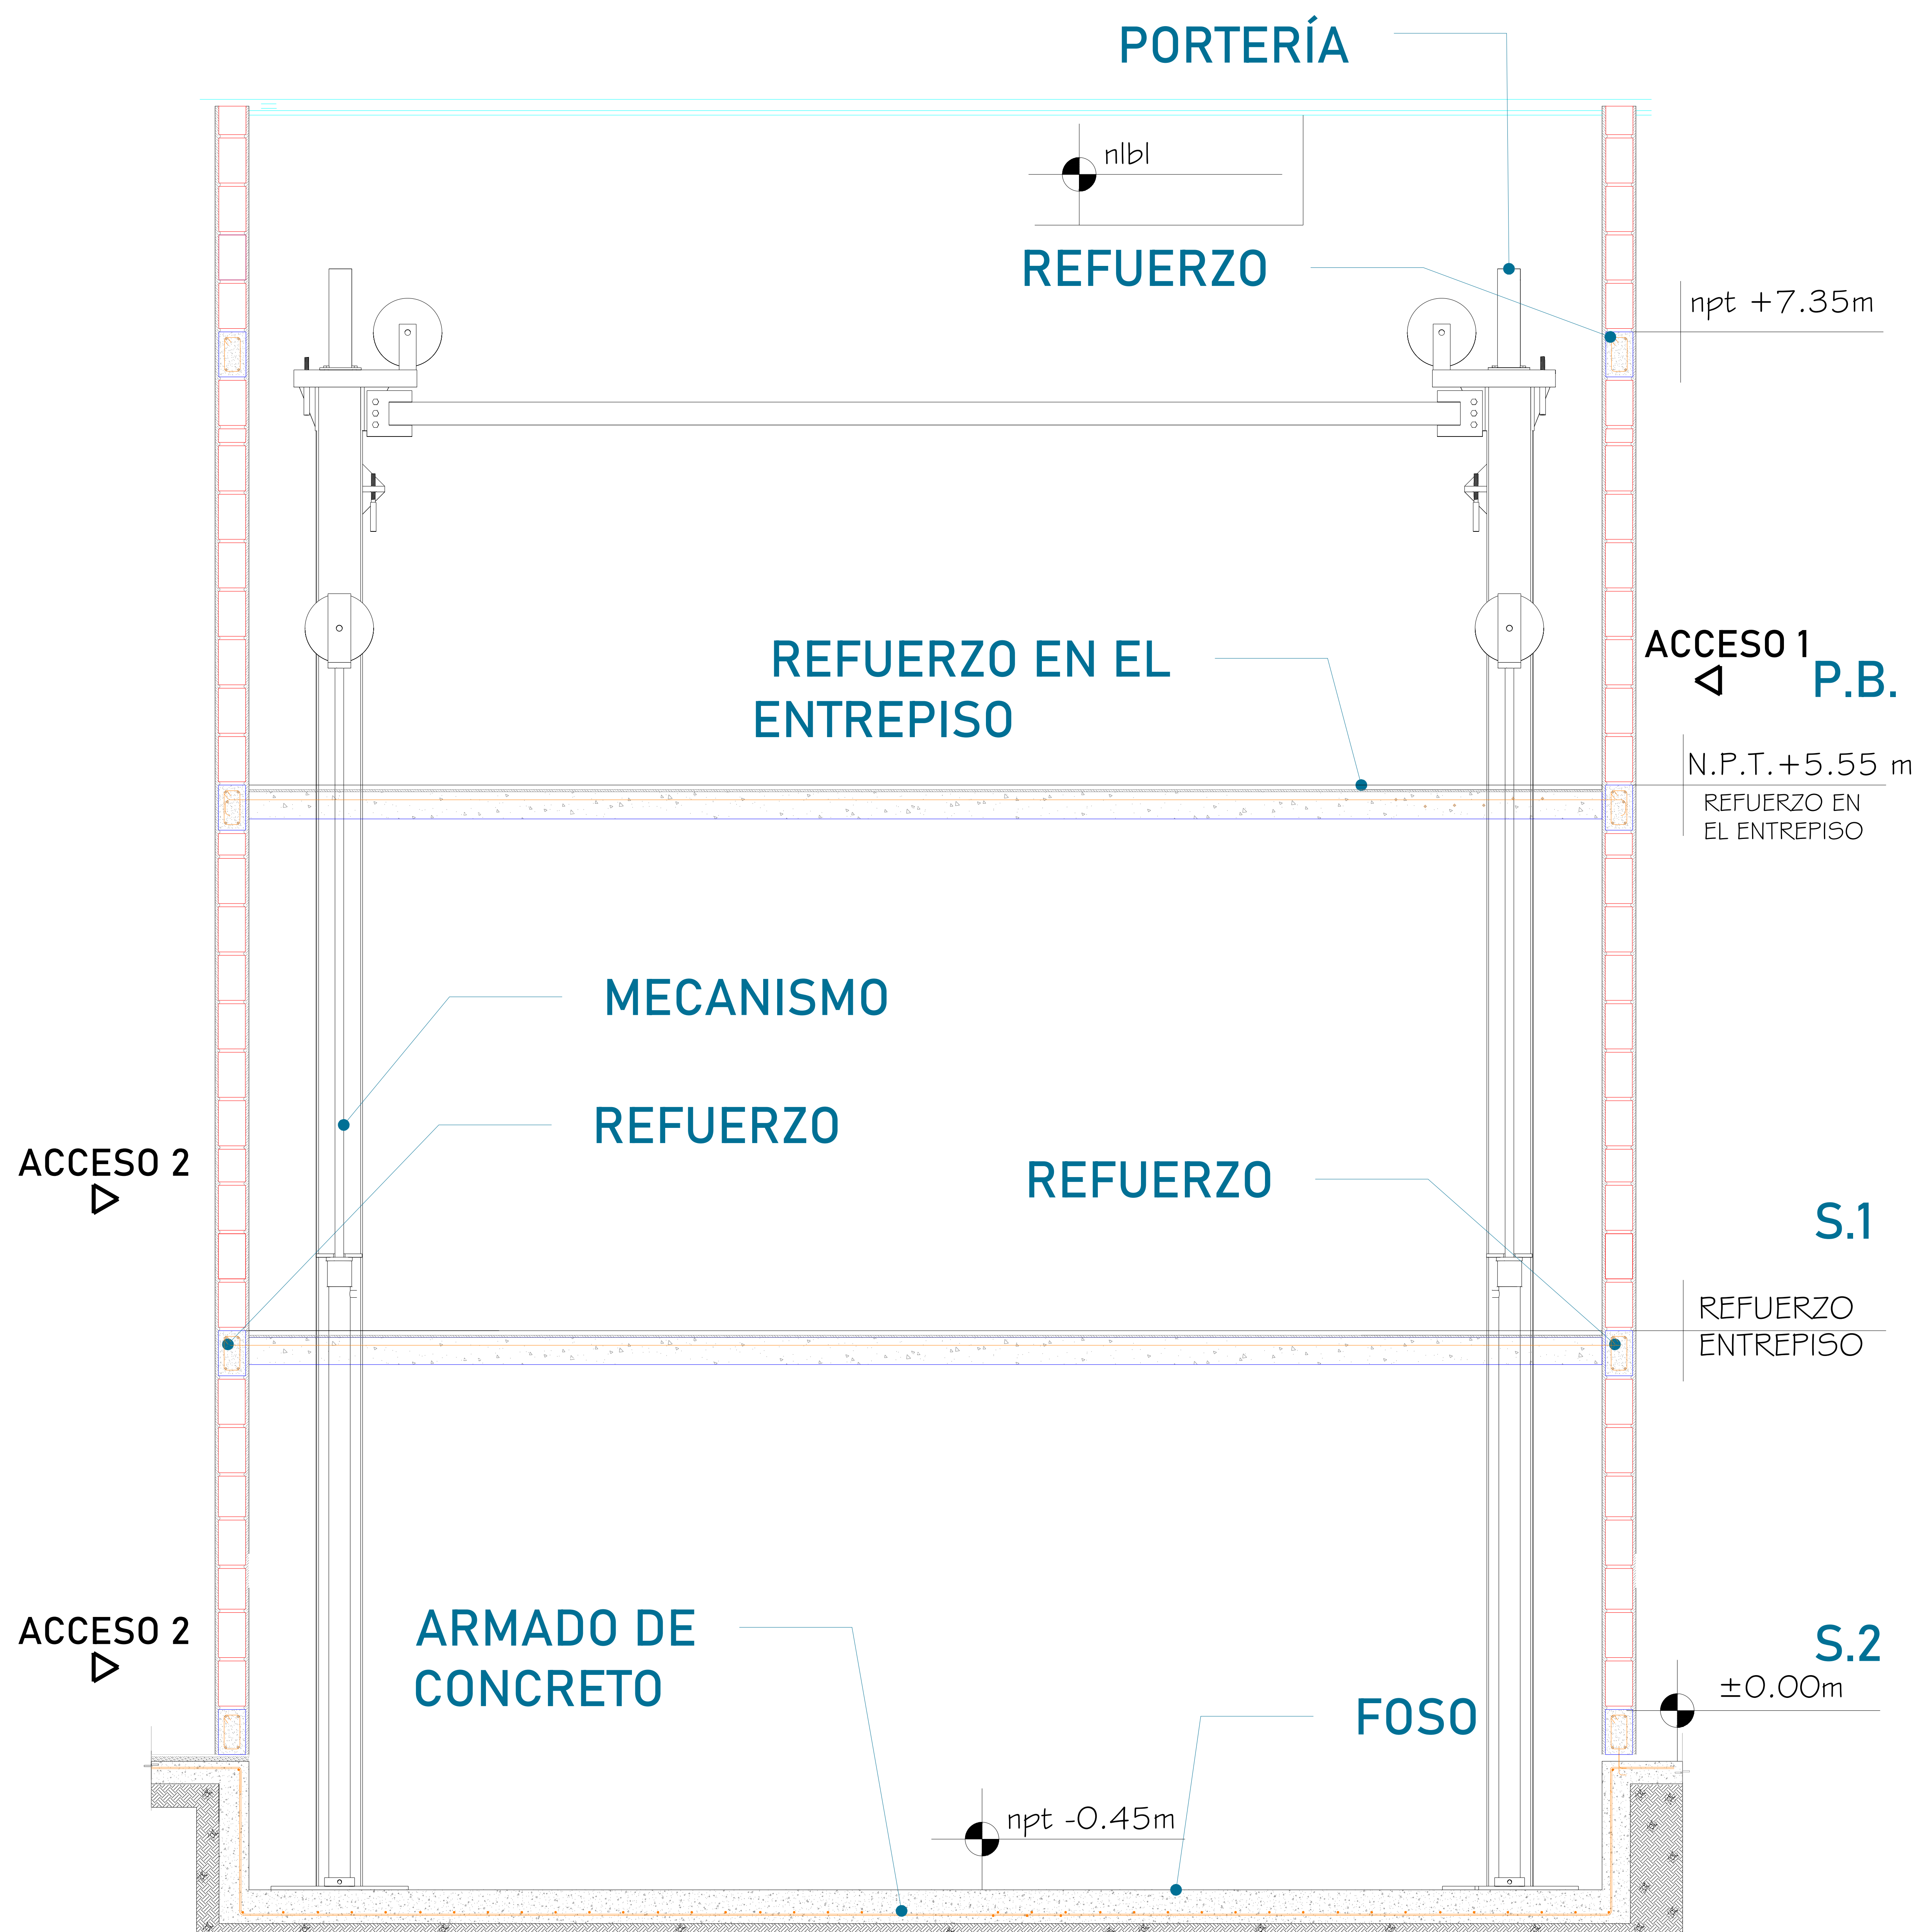 PORTERÍA
nlbl
REFUERZO
npt +7.35m
REFUERZO EN EL
ENTREPISO
ACCESO 1
P.B.
N.P.T.+5.55 m
REFUERZO EN
EL ENTREPISO
MECANISMO
REFUERZO
ACCESO 2
REFUERZO
S.1
REFUERZO
ENTREPISO
ARMADO DE
CONCRETO
ACCESO 2
S.2
±0.00m
FOSO
npt -0.45m